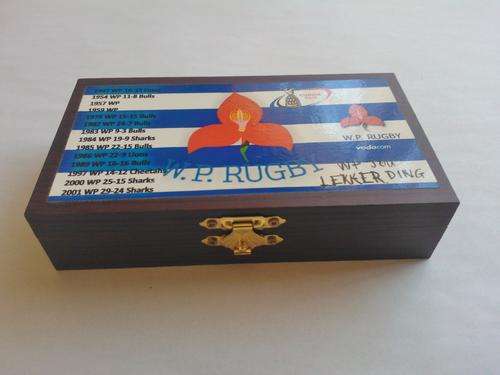 1954 WP 11-8 Bulls
1957 WP
1959 WP
1979 WP 15-15 Bulls
1982 WP 24-7 Bulls
1983 WP 9-3 Bulls
1984 WP 19-9 Sharks
1985 WP 22-15 Bulls
1986 WP 22-9 Lions
1989 WP 16-16 Bulls
1997 WP 14-12 Cheetahs
2000 WP 25-15 Sharks
2001 WP 29-24 Sharks
W.P. RUGBY
W.P. RUGBY
vodacom
WP JOU
LEKKER DING